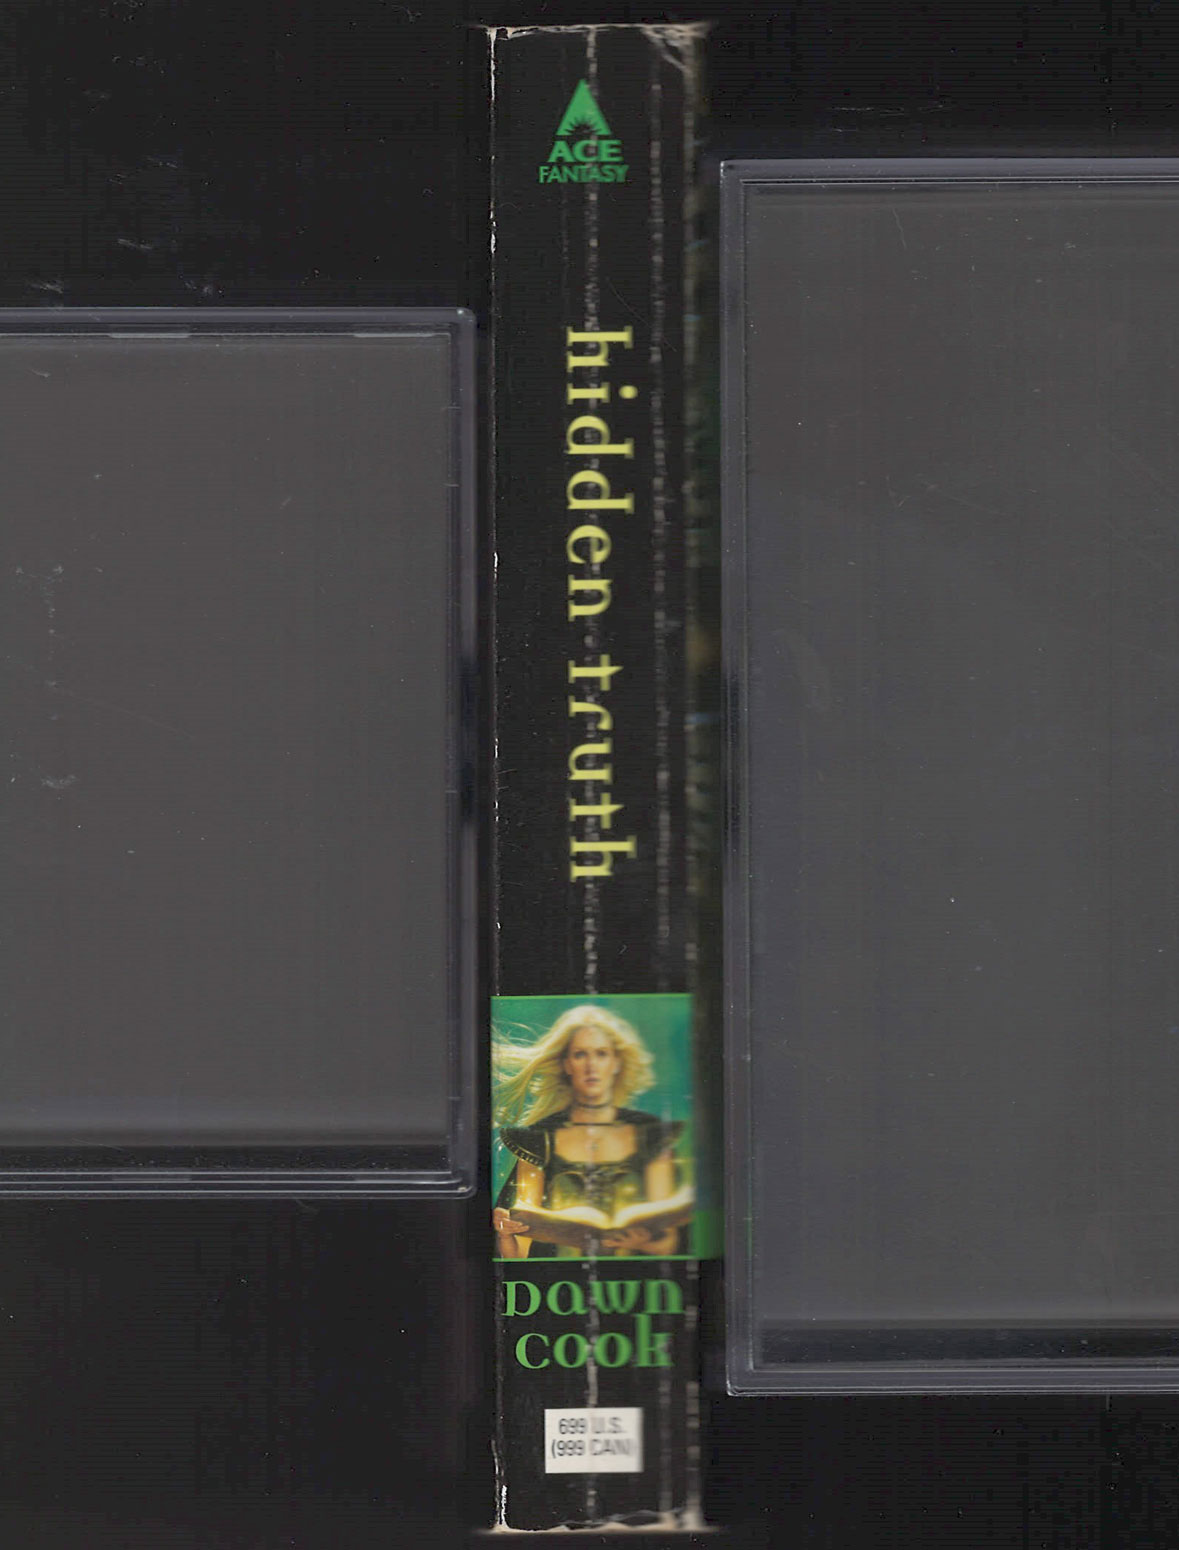 ACE
FANTASY
hidden truth
Dawn
Cook
699 U.S.
(999 CAN)